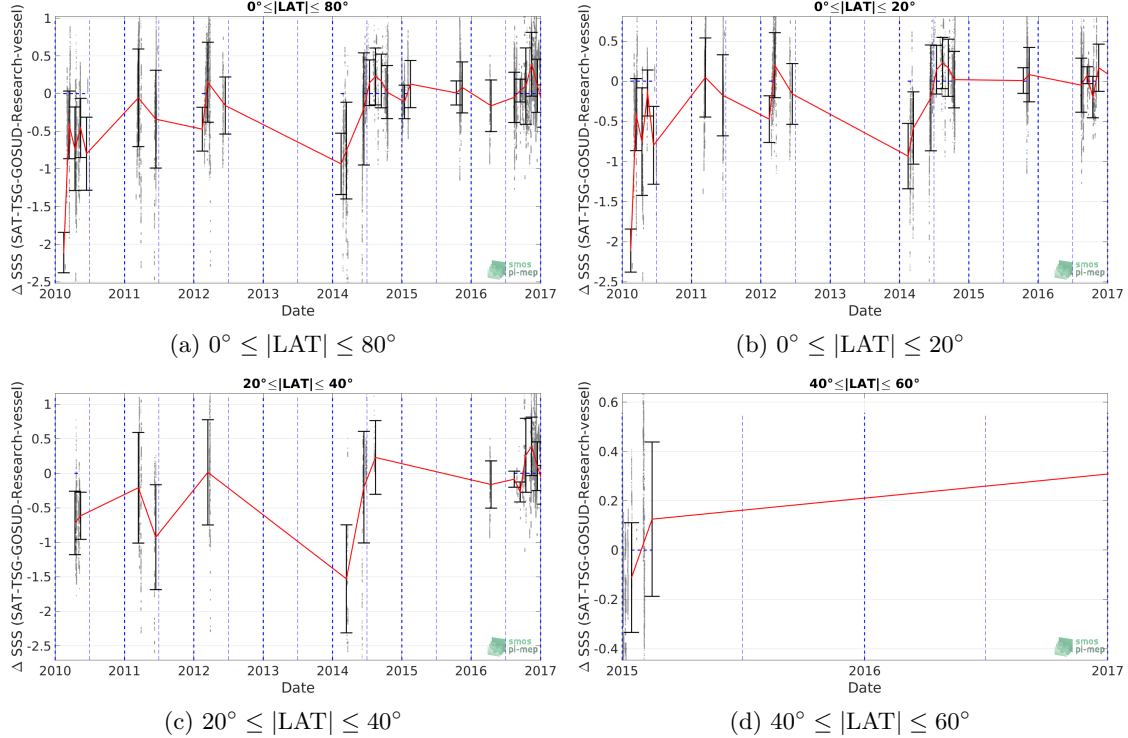 0°≤|LAT|≤ 80°
Δ SSS (SAT-TSG-GOSUD-Research-vessel)
1
0.5
0
-0.5
-1
-1.5
-2
-2.5
2010 2011 2012 2013 2014 2015 2016 2017
Date
smos
pi-mep
(a) 0° ≤ |LAT| ≤ 80°
0°≤|LAT|≤ 20°
Δ SSS (SAT-TSG-GOSUD-Research-vessel)
0.5
0
-0.5
-1
-1.5
-2
-2.5
2010 2011 2012 2013 2014 2015 2016 2017
Date
smos
pi-mep
(b) 0° ≤ |LAT| ≤ 20°
20°≤|LAT|≤ 40°
Δ SSS (SAT-TSG-GOSUD-Research-vessel)
1
0.5
0
-0.5
-1
-1.5
-2
-2.5
2010 2011 2012 2013 2014 2015 2016 2017
Date
smos
pi-mep
(c) 20° ≤ |LAT| ≤ 40°
40°≤|LAT|≤ 60°
Δ SSS (SAT-TSG-GOSUD-Research-vessel)
0.6
0.4
0.2
0
-0.2
-0.4
2015 2016 2017
Date
smos
pi-mep
(d) 40° ≤ |LAT| ≤ 60°